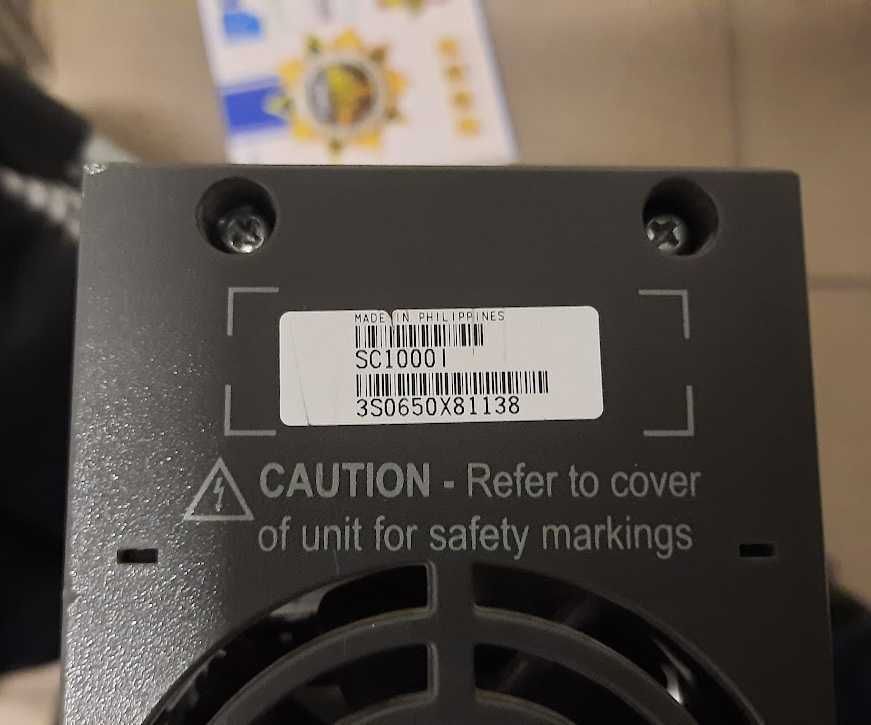 MADE IN PHILIPPINES
SC1000I
3S0650X81138
CAUTION - Refer to cover
of unit for safety markings